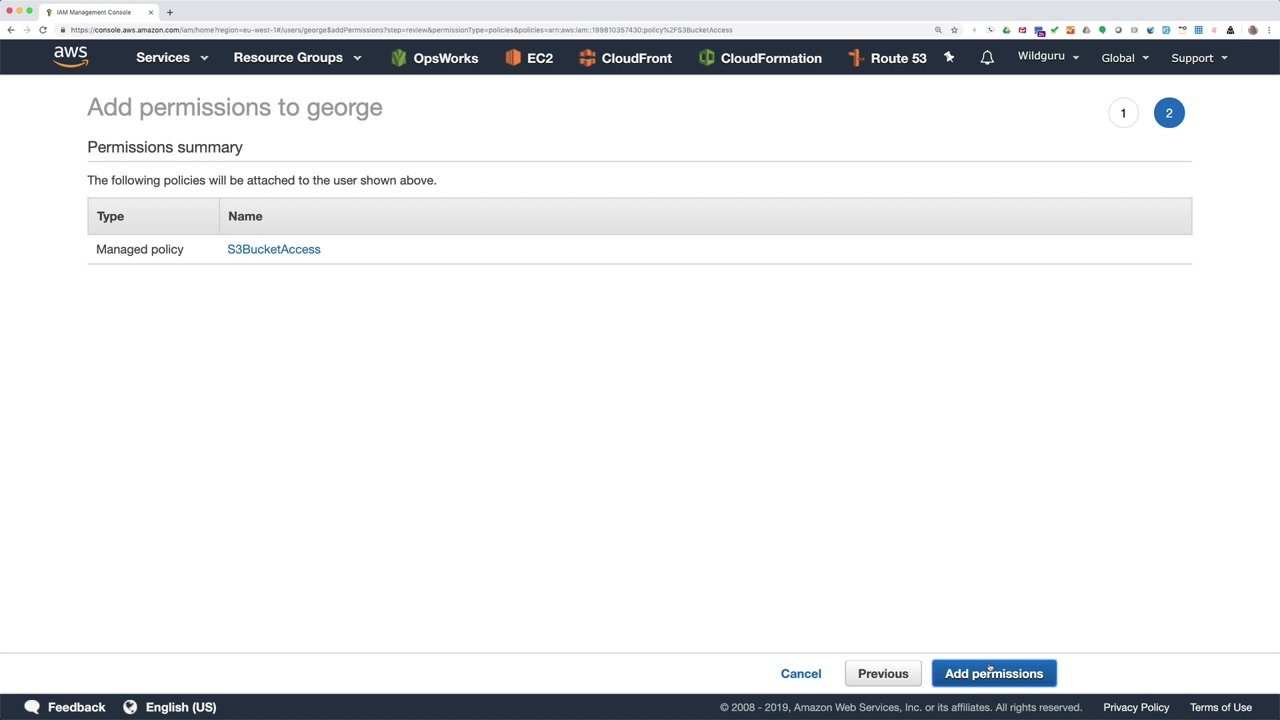 IAM Management Console
https://console.aws.amazon.com/iam/home?region=eu-west-1#/users/george$addPermissions?step=review&permissionType=policies&policies=arn:aws:iam::199810357430:policy%2FS3BucketAccess
aws Services Resource Groups OpsWorks EC2 CloudFront CloudFormation Route 53 Wildguru Global Support
Add permissions to george
1 2
Permissions summary
The following policies will be attached to the user shown above.
Type Name
Managed policy S3BucketAccess
Cancel Previous Add permissions
Feedback English (US) © 2008 - 2019, Amazon Web Services, Inc. or its affiliates. All rights reserved. Privacy Policy Terms of Use